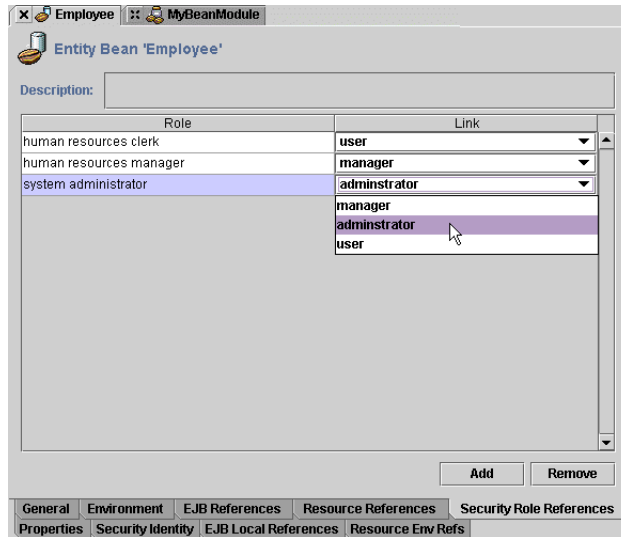 Employee MyBeanModule
Entity Bean 'Employee'
Description:
Role Link
human resources clerk user
human resources manager manager
system administrator adminstrator
manager
adminstrator
user
Add Remove
General Environment EJB References Resource References Security Role References
Properties Security Identity EJB Local References Resource Env Refs